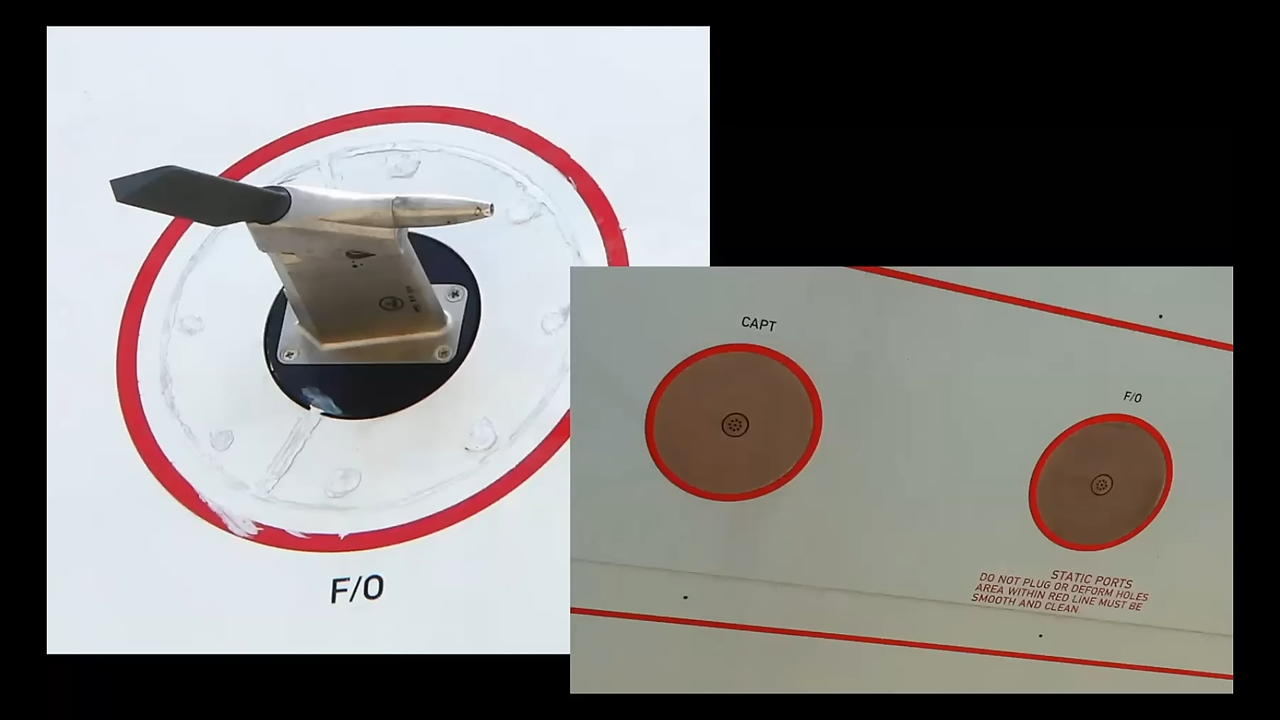 F/O
CAPT
F/O
STATIC PORTS
DO NOT PLUG OR DEFORM HOLES
AREA WITHIN RED LINE MUST BE
SMOOTH AND CLEAN